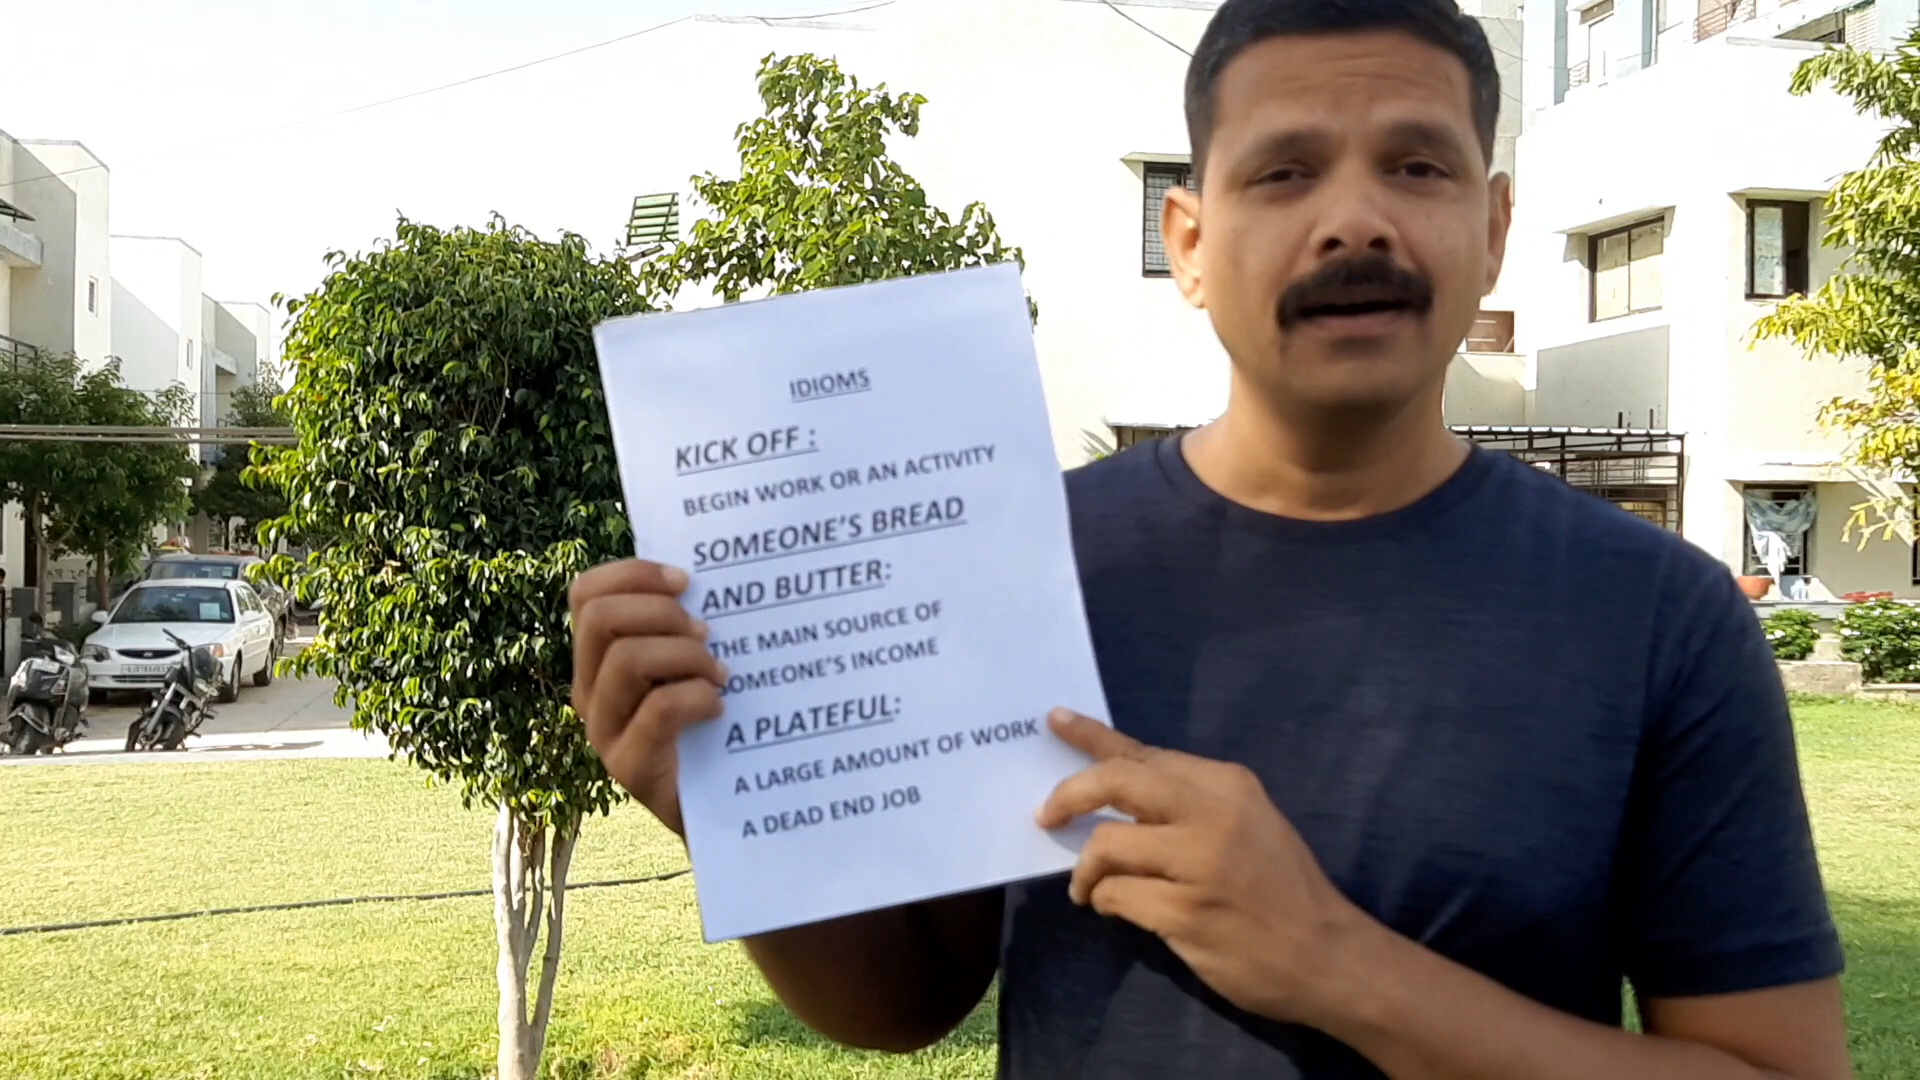 IDIOMS
KICK OFF :
BEGIN WORK OR AN ACTIVITY
SOMEONE'S BREAD
AND BUTTER:
THE MAIN SOURCE OF
SOMEONE'S INCOME
A PLATEFUL:
A LARGE AMOUNT OF WORK
A DEAD END JOB